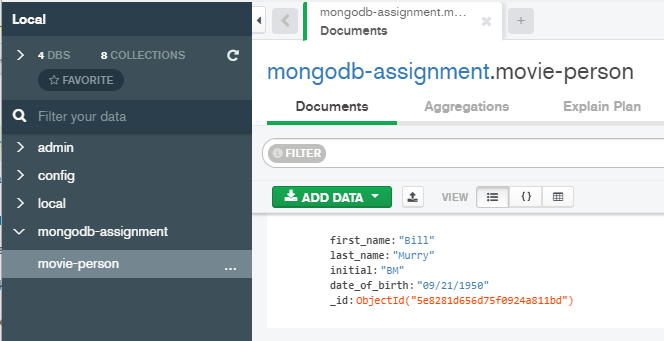 Local
4 DBS 8 COLLECTIONS
FAVORITE
Filter your data
admin
config
local
mongodb-assignment
movie-person ...
mongodb-assignment.m...
Documents
mongodb-assignment.movie-person
Documents Aggregations Explain Plan
FILTER
ADD DATA VIEW { }
first_name: "Bill"
last_name: "Murry"
initial: "BM"
date_of_birth: "09/21/1950"
_id: ObjectId("5e8281d656d75f0924a811bd")